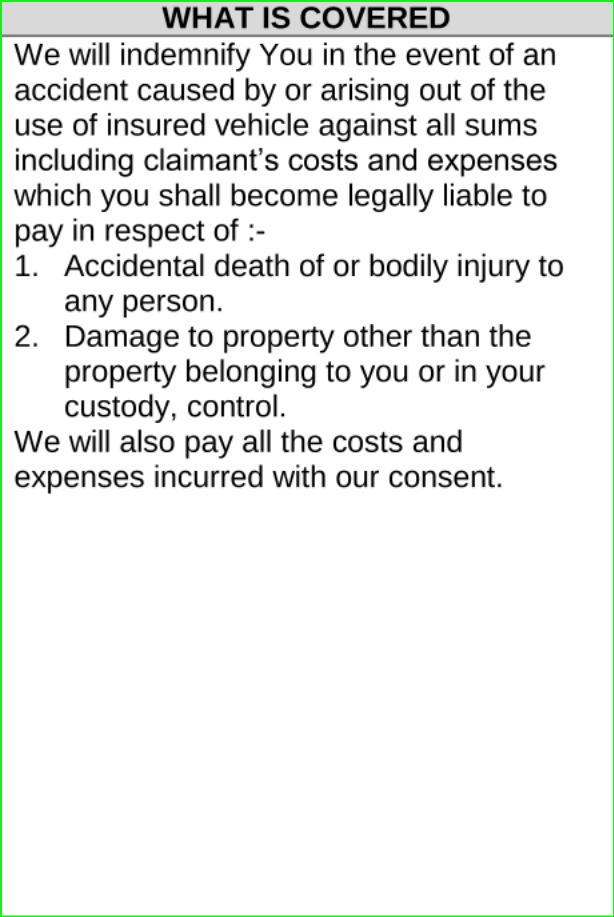 WHAT IS COVERED
We will indemnify You in the event of an
accident caused by or arising out of the
use of insured vehicle against all sums
including claimant’s costs and expenses
which you shall become legally liable to
pay in respect of :-
1. Accidental death of or bodily injury to
any person.
2. Damage to property other than the
property belonging to you or in your
custody, control.
We will also pay all the costs and
expenses incurred with our consent.